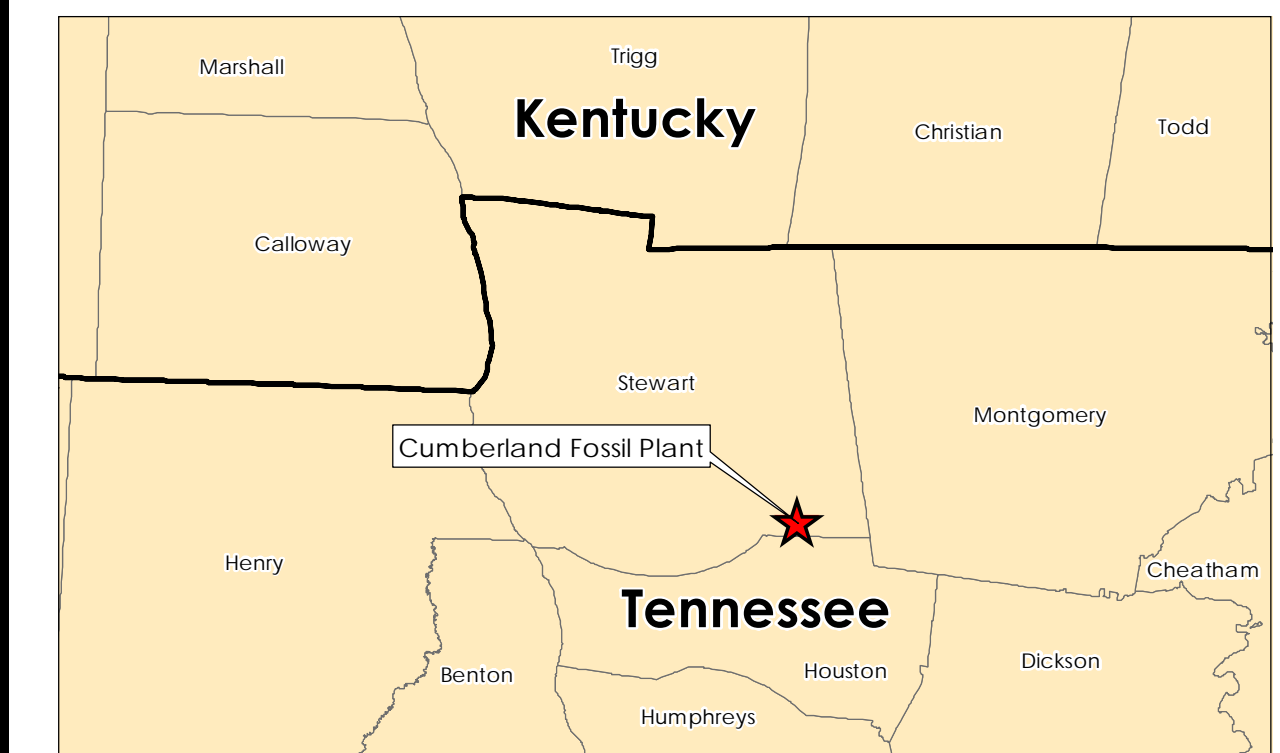 Marshall
Trigg
Kentucky
Christian
Todd
Calloway
Stewart
Montgomery
Cumberland Fossil Plant
Henry
Cheatham
Tennessee
Benton
Houston
Dickson
Humphreys